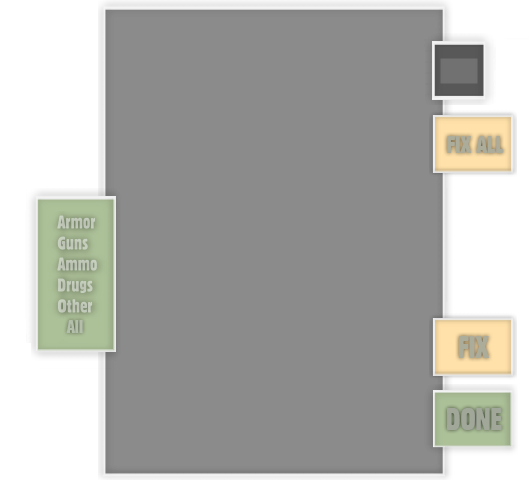 FIX ALL
Armor
Guns
Ammo
Drugs
Other
All
FIX
DONE